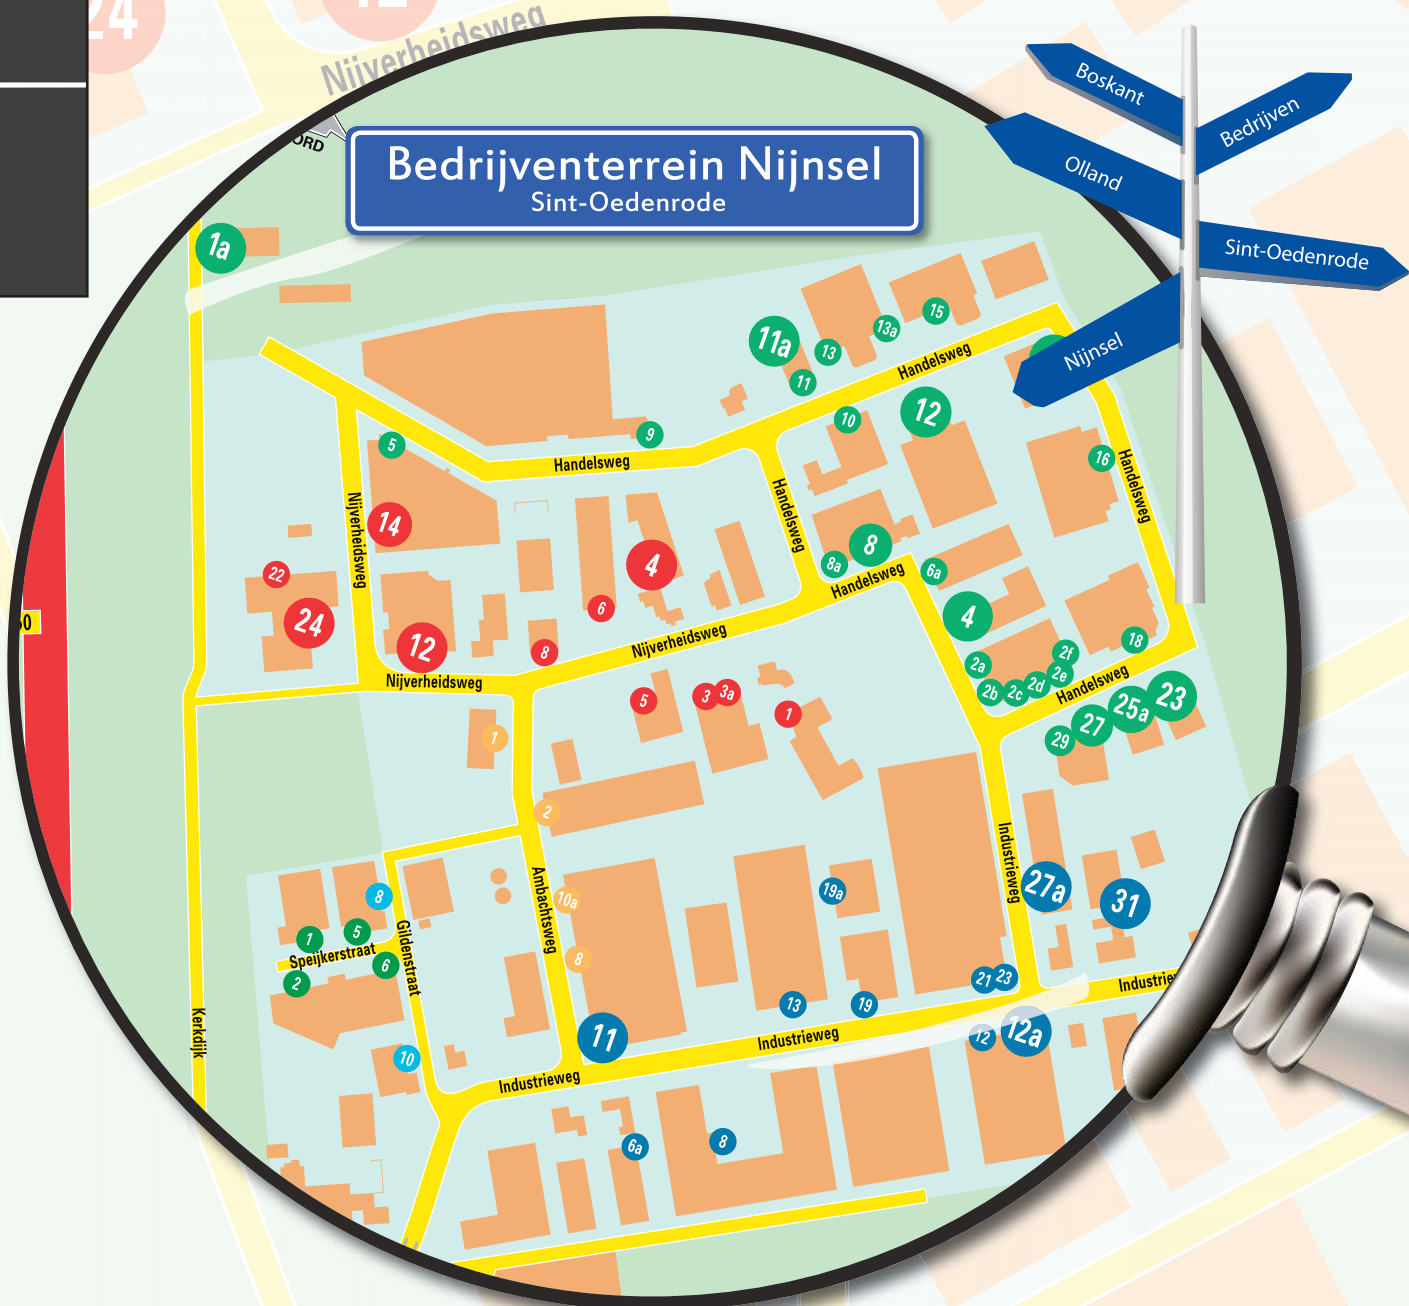 24
Nijverheidsweg
Boskant
Bedrijven
Bedrijventerrein Nijnsel
Sint-Oedenrode
Olland
Sint-Oedenrode
Nijnsel
1a
11a
13
13a
15
11
Handelsweg
10
12
9
5
Handelsweg
16
Handelsweg
Handelsweg
Nijverheidsweg
14
8
8a
Handelsweg
6a
4
22
24
6
4
12
8
Nijverheidsweg
Nijverheidsweg
2a
2b
2c
2d
2e
2f
18
Handelsweg
5
3
3a
1
23
25a
27
29
1
2
Industrieweg
27a
31
8
Ambachtsweg
10a
19a
1
5
Speijkerstraat
6
2
Gildenstraat
8
21
23
13
19
Kerkdijk
11
Industrieweg
12
12a
10
Industrieweg
6a
8